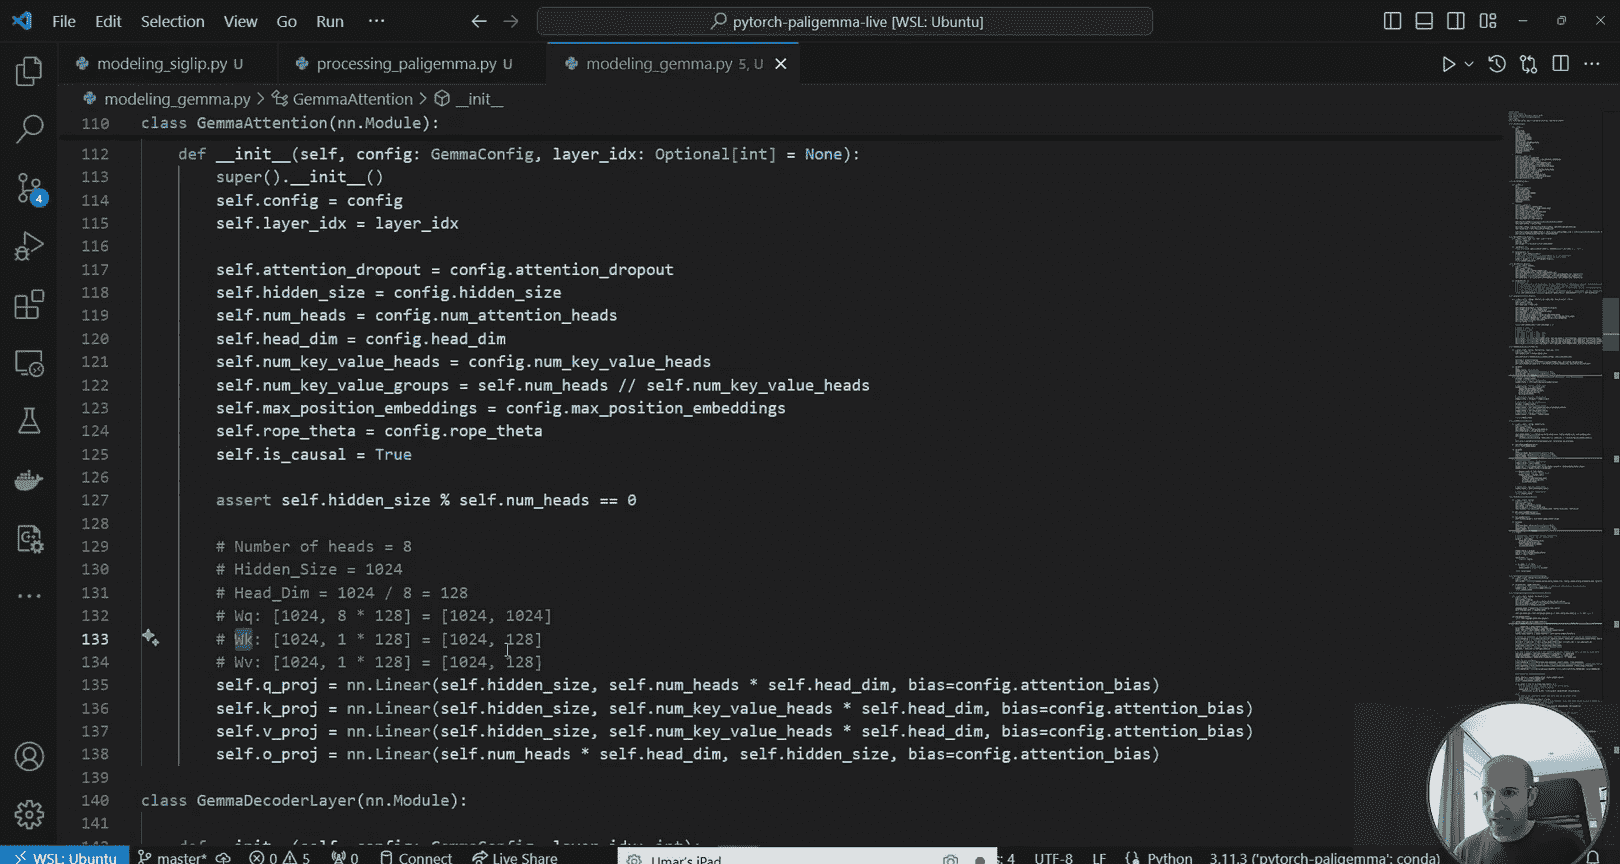 File Edit Selection View Go Run ··· pytorch-paligemma-live [WSL: Ubuntu]
modeling_siglip.py U processing_paligemma.py U modeling_gemma.py 5, U
modeling_gemma.py > GemmaAttention > __init__
110 class GemmaAttention(nn.Module):
112 def __init__(self, config: GemmaConfig, layer_idx: Optional[int] = None):
113 super().__init__()
114 self.config = config
115 self.layer_idx = layer_idx
116
117 self.attention_dropout = config.attention_dropout
118 self.hidden_size = config.hidden_size
119 self.num_heads = config.num_attention_heads
120 self.head_dim = config.head_dim
121 self.num_key_value_heads = config.num_key_value_heads
122 self.num_key_value_groups = self.num_heads // self.num_key_value_heads
123 self.max_position_embeddings = config.max_position_embeddings
124 self.rope_theta = config.rope_theta
125 self.is_causal = True
126
127 assert self.hidden_size % self.num_heads == 0
128
129 # Number of heads = 8
130 # Hidden_Size = 1024
131 # Head_Dim = 1024 / 8 = 128
132 # Wq: [1024, 8 * 128] = [1024, 1024]
133 # Wk: [1024, 1 * 128] = [1024, 128]
134 # Wv: [1024, 1 * 128] = [1024, 128]
135 self.q_proj = nn.Linear(self.hidden_size, self.num_heads * self.head_dim, bias=config.attention_bias)
136 self.k_proj = nn.Linear(self.hidden_size, self.num_key_value_heads * self.head_dim, bias=config.attention_bias)
137 self.v_proj = nn.Linear(self.hidden_size, self.num_key_value_heads * self.head_dim, bias=config.attention_bias)
138 self.o_proj = nn.Linear(self.num_heads * self.head_dim, self.hidden_size, bias=config.attention_bias)
139
140 class GemmaDecoderLayer(nn.Module):
141
4
WSL: Ubuntu master* 0 5 0 Connect Live Share Umar's iPad s: 4 UTF-8 LF Python 3.11.3 ('pytorch-paligemma': conda)